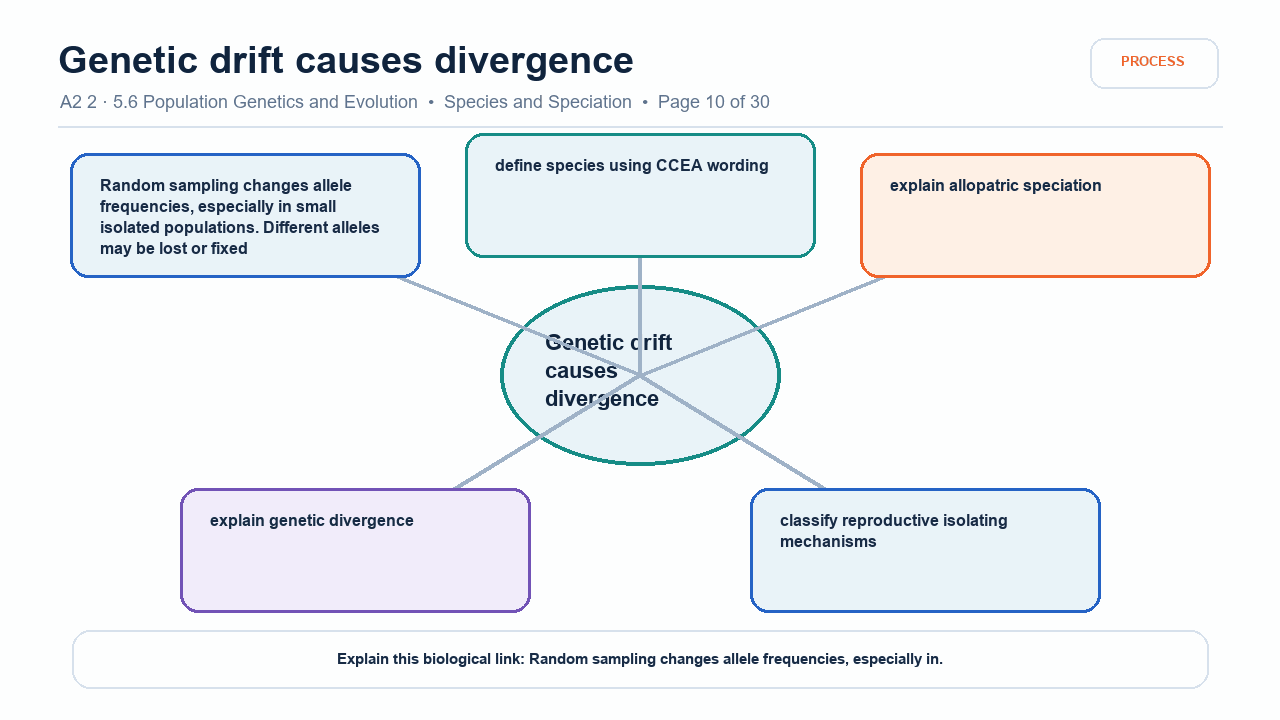 Genetic drift causes divergence
PROCESS
A2 2 · 5.6 Population Genetics and Evolution • Species and Speciation • Page 10 of 30
Random sampling changes allele
frequencies, especially in small
isolated populations. Different alleles
may be lost or fixed
define species using CCEA wording
explain allopatric speciation
Genetic drift
causes
divergence
explain genetic divergence
classify reproductive isolating
mechanisms
Explain this biological link: Random sampling changes allele frequencies, especially in.